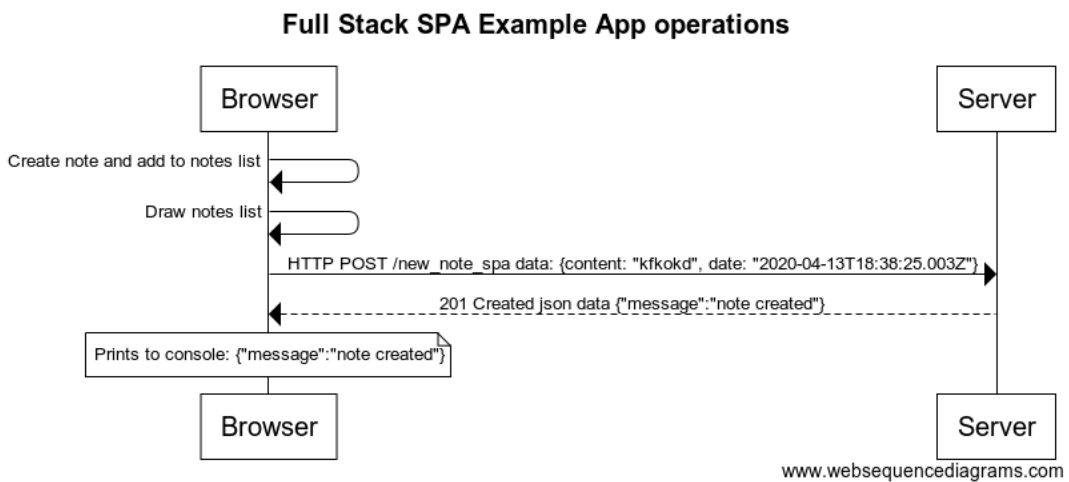 Full Stack SPA Example App operations
Browser
Server
Create note and add to notes list
Draw notes list
HTTP POST /new_note_spa data: {content: "kfkokd", date: "2020-04-13T18:38:25.003Z"}
201 Created json data {"message":"note created"}
Prints to console: {"message":"note created"}
Browser
Server
www.websequencediagrams.com